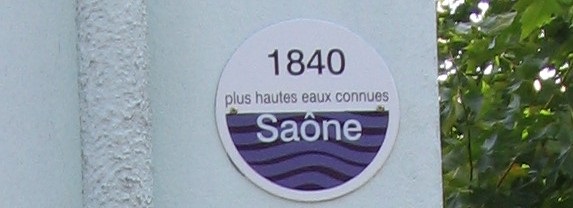 1840
plus hautes eaux connues
Saône